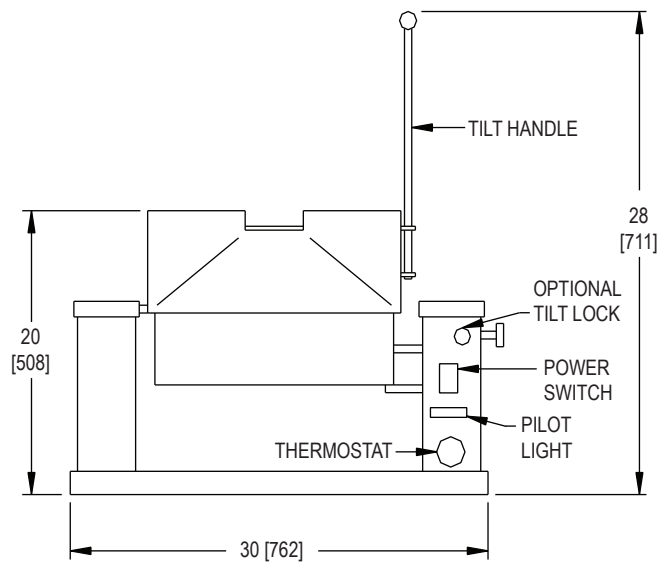 TILT HANDLE
28
[711]
OPTIONAL
TILT LOCK
20
[508]
POWER
SWITCH
PILOT
LIGHT
THERMOSTAT
30 [762]